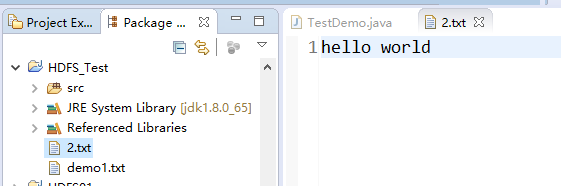 Project Ex... Package ...
HDFS_Test
src
JRE System Library [jdk1.8.0_65]
Referenced Libraries
2.txt
demo1.txt
TestDemo.java 2.txt
1 hello world